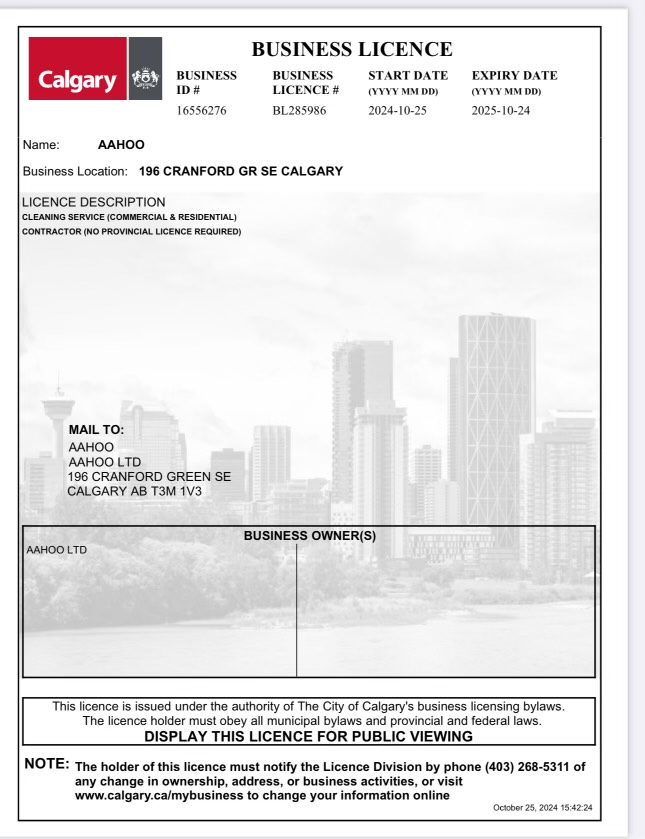 Calgary
BUSINESS LICENCE
BUSINESS ID #
BUSINESS LICENCE #
START DATE (YYYY MM DD)
EXPIRY DATE (YYYY MM DD)
16556276 BL285986 2024-10-25 2025-10-24
Name: AAHOO
Business Location: 196 CRANFORD GR SE CALGARY
LICENCE DESCRIPTION
CLEANING SERVICE (COMMERCIAL & RESIDENTIAL)
CONTRACTOR (NO PROVINCIAL LICENCE REQUIRED)
MAIL TO:
AAHOO
AAHOO LTD
196 CRANFORD GREEN SE
CALGARY AB T3M 1V3
BUSINESS OWNER(S)
AAHOO LTD
This licence is issued under the authority of The City of Calgary's business licensing bylaws.
The licence holder must obey all municipal bylaws and provincial and federal laws.
DISPLAY THIS LICENCE FOR PUBLIC VIEWING
NOTE: The holder of this licence must notify the Licence Division by phone (403) 268-5311 of
any change in ownership, address, or business activities, or visit
www.calgary.ca/mybusiness to change your information online
October 25, 2024 15:42:24